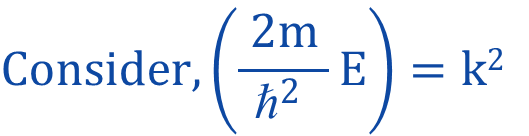 Consider, (2m/ℏ² E) = k²